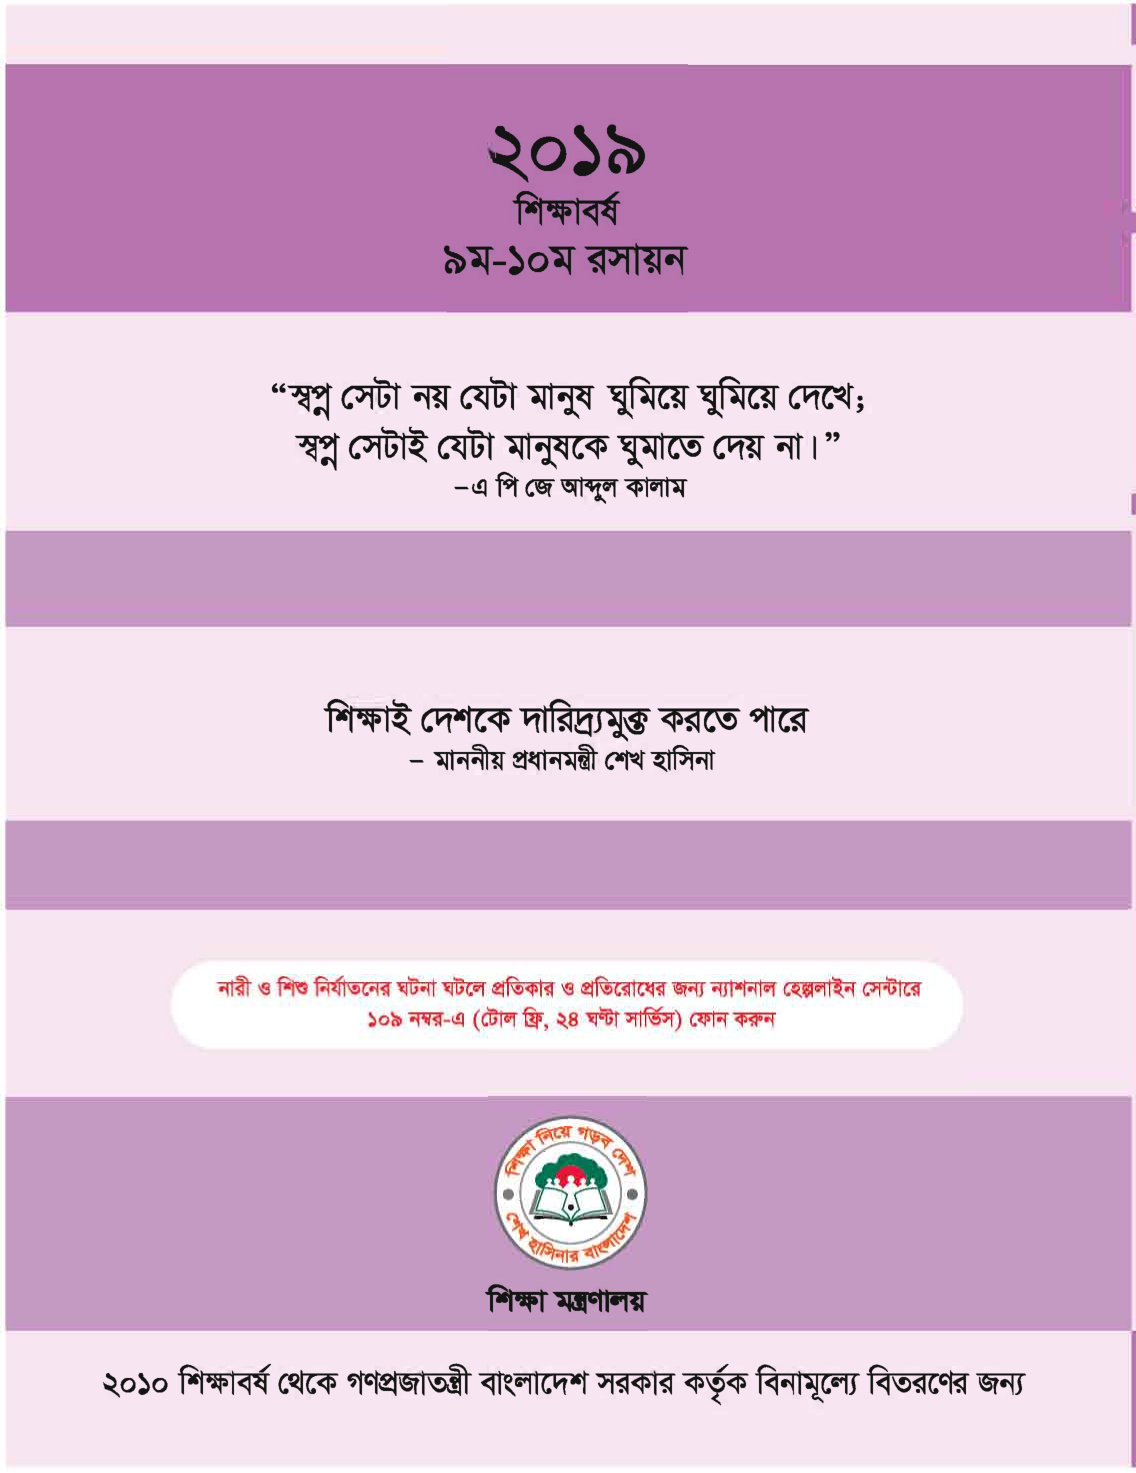 ২০১৯
শিক্ষাবর্ষ
৯ম-১০ম রসায়ন
“স্বপ্ন সেটা নয় যেটা মানুষ ঘুমিয়ে ঘুমিয়ে দেখে;
স্বপ্ন সেটাই যেটা মানুষকে ঘুমাতে দেয় না।”
–এ পি জে আব্দুল কালাম
শিক্ষাই দেশকে দারিদ্র্যমুক্ত করতে পারে
– মাননীয় প্রধানমন্ত্রী শেখ হাসিনা
নারী ও শিশু নির্যাতনের ঘটনা ঘটলে প্রতিকার ও প্রতিরোধের জন্য ন্যাশনাল হেল্পলাইন সেন্টারে
১০৯ নম্বর-এ (টোল ফ্রি, ২৪ ঘণ্টা সার্ভিস) ফোন করুন
শিক্ষা নিয়ে গড়ব দেশ
শেখ হাসিনার বাংলাদেশ
শিক্ষা মন্ত্রণালয়
২০১০ শিক্ষাবর্ষ থেকে গণপ্রজাতন্ত্রী বাংলাদেশ সরকার কর্তৃক বিনামূল্যে বিতরণের জন্য